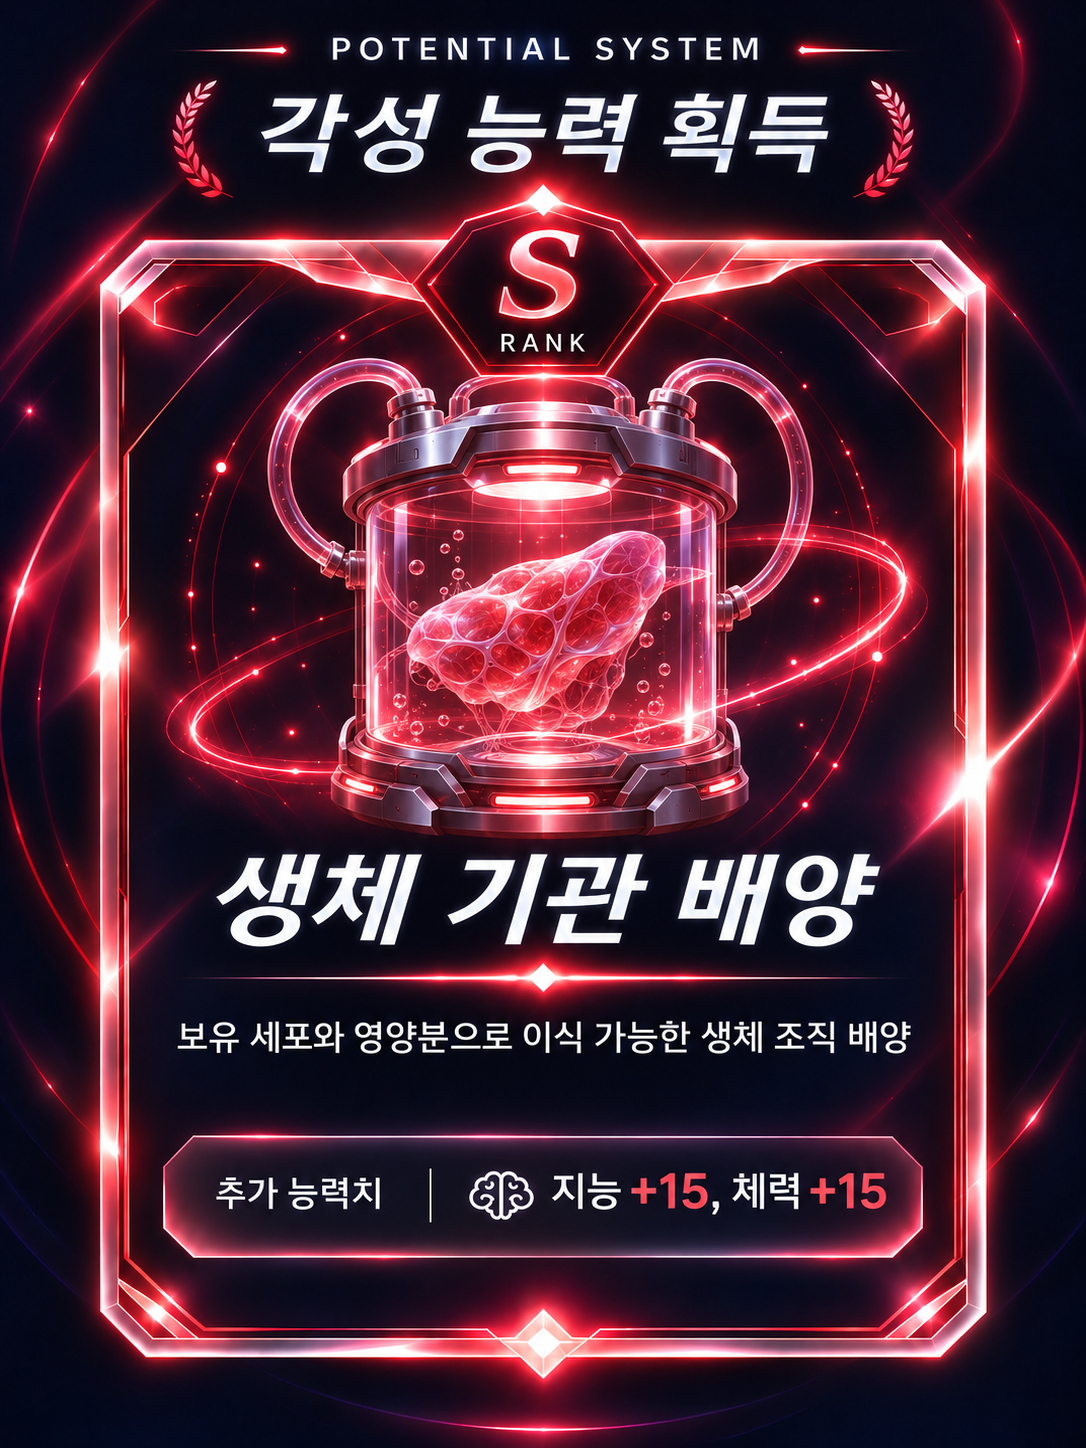 POTENTIAL SYSTEM
각성 능력 획득
S
RANK
생체 기관 배양
보유 세포와 영양분으로 이식 가능한 생체 조직 배양
추가 능력치 지능 +15, 체력 +15